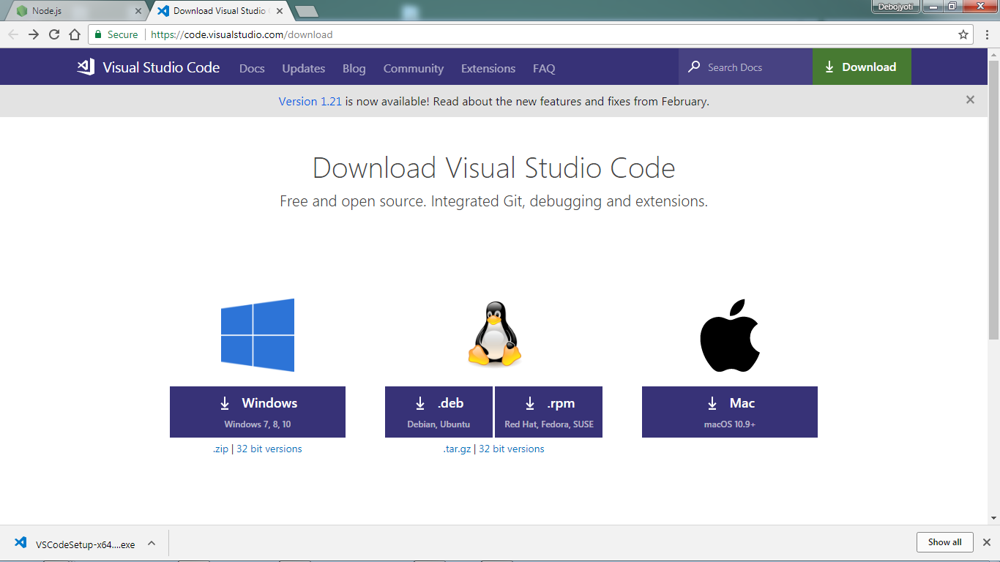 Node.js
Download Visual Studio C
Debojyoti
Secure
https://code.visualstudio.com/download
Visual Studio Code
Docs
Updates
Blog
Community
Extensions
FAQ
Search Docs
Download
Version 1.21 is now available! Read about the new features and fixes from February.
Download Visual Studio Code
Free and open source. Integrated Git, debugging and extensions.
Windows
Windows 7, 8, 10
.zip | 32 bit versions
.deb
Debian, Ubuntu
.rpm
Red Hat, Fedora, SUSE
.tar.gz | 32 bit versions
Mac
macOS 10.9+
VSCodeSetup-x64....exe
Show all